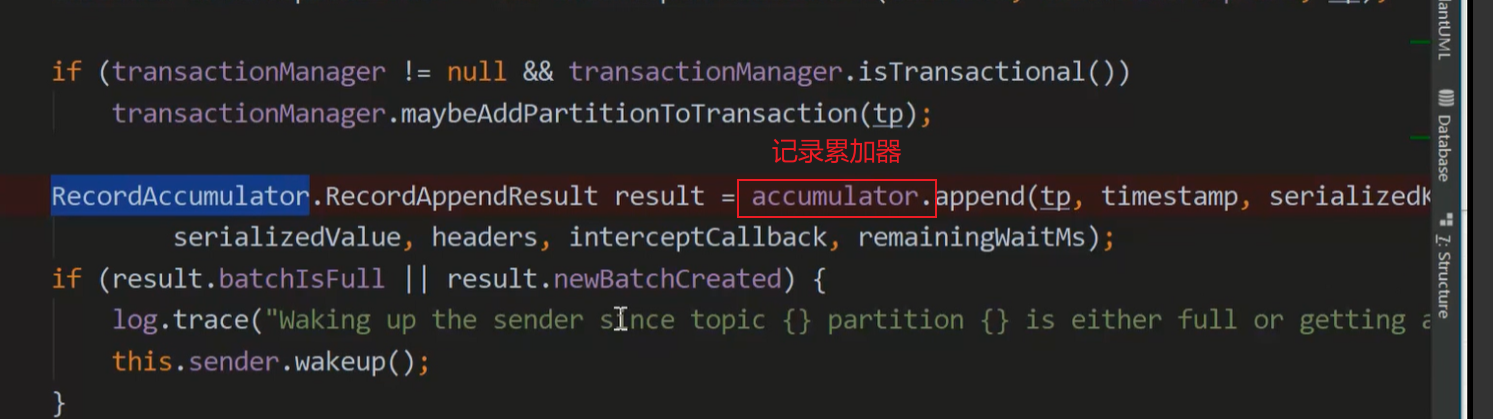 if (transactionManager != null && transactionManager.isTransactional())
transactionManager.maybeAddPartitionToTransaction(tp);
记录累加器
RecordAccumulator.RecordAppendResult result = accumulator.append(tp, timestamp, serializedK
serializedValue, headers, interceptCallback, remainingWaitMs);
if (result.batchIsFull || result.newBatchCreated) {
log.trace("Waking up the sender since topic {} partition {} is either full or getting a
this.sender.wakeup();
}
lantUML
Database
7: Structure